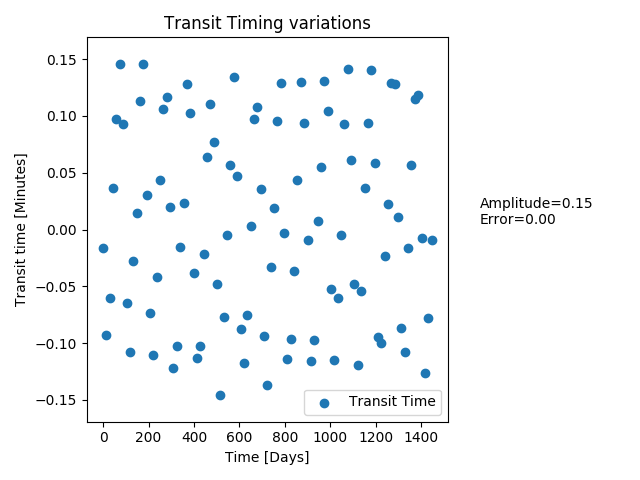 Transit Timing variations
0.15
0.10
0.05
0.00
−0.05
−0.10
−0.15
Transit time [Minutes]
Amplitude=0.15
Error=0.00
Transit Time
0 200 400 600 800 1000 1200 1400
Time [Days]